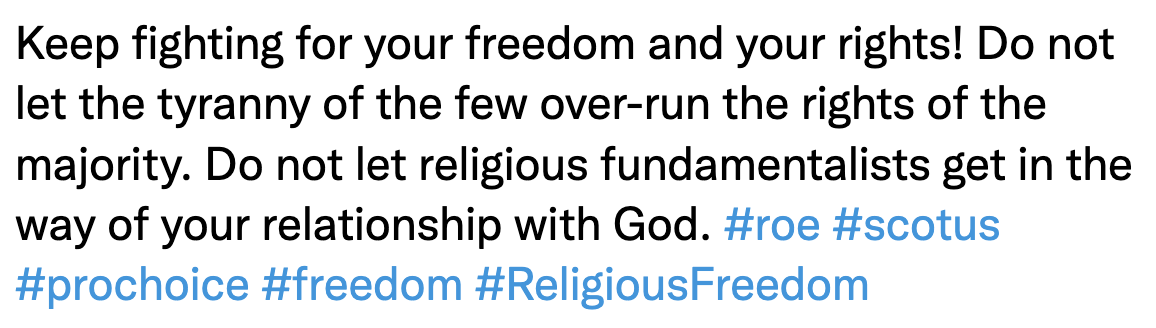 Keep fighting for your freedom and your rights! Do not
let the tyranny of the few over-run the rights of the
majority. Do not let religious fundamentalists get in the
way of your relationship with God. #roe #scotus
#prochoice #freedom #ReligiousFreedom